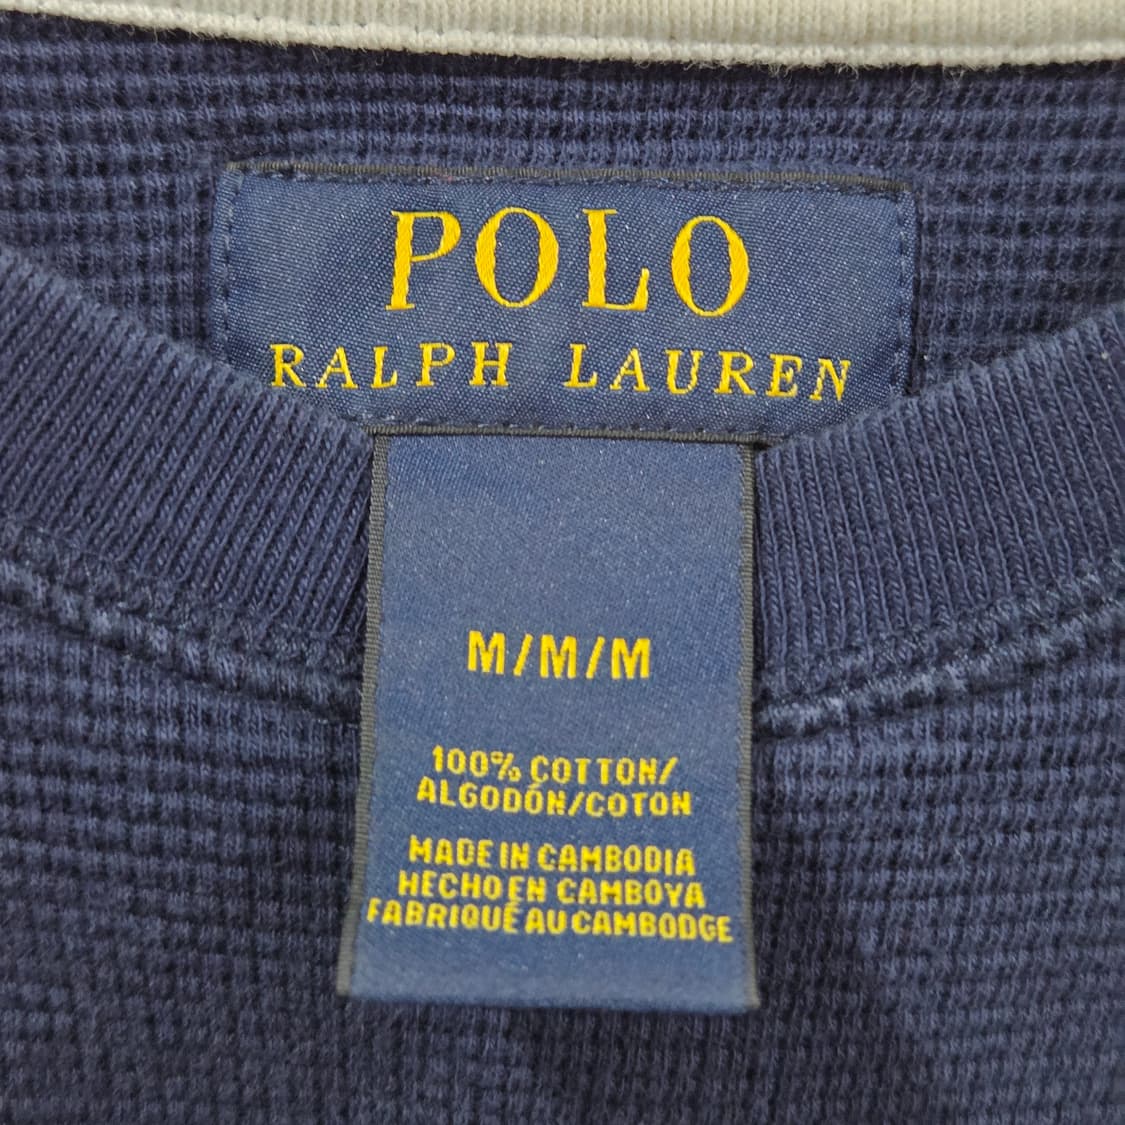 POLO
RALPH LAUREN
M/M/M
100% COTTON/
ALGODÓN/COTON
MADE IN CAMBODIA
HECHO EN CAMBOYA
FABRIQUÉ AU CAMBODGE